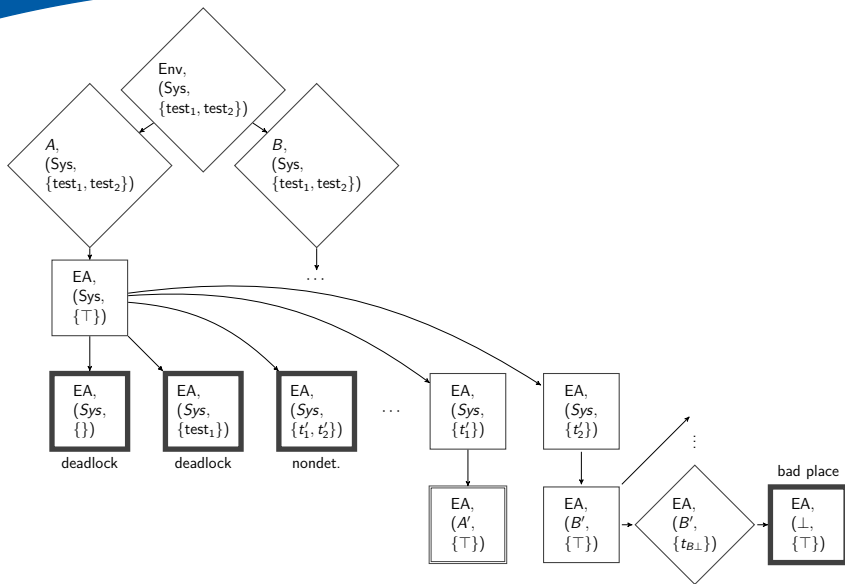 Env,
(Sys,
{test₁, test₂})
A,
(Sys,
{test₁, test₂})
B,
(Sys,
{test₁, test₂})
EA,
(Sys,
{⊤})
...
EA,
(Sys,
{})
deadlock
EA,
(Sys,
{test₁})
deadlock
EA,
(Sys,
{t′₁, t′₂})
nondet.
...
EA,
(Sys,
{t′₁})
EA,
(Sys,
{t′₂})
⋮
EA,
(A′,
{⊤})
EA,
(B′,
{⊤})
EA,
(B′,
{t_B⊥})
bad place
EA,
(⊥,
{⊤})